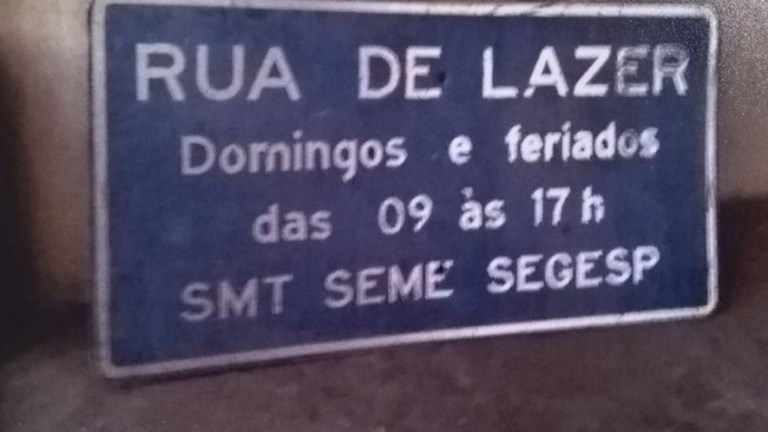 RUA DE LAZER
Domingos e feriados
das 09 às 17 h
SMT SEME SEGESP